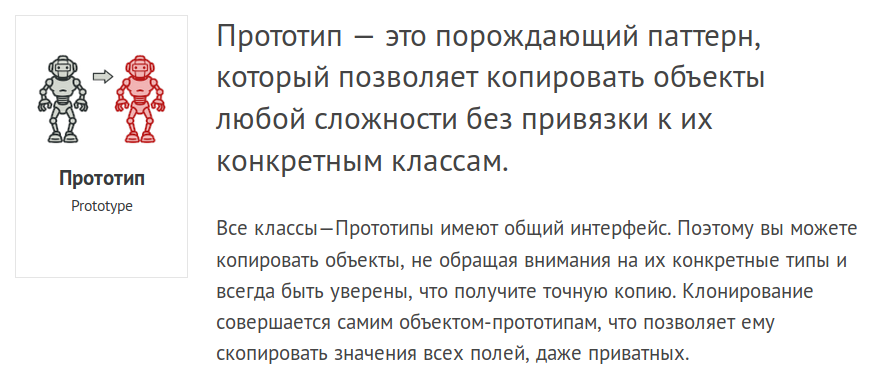 Прототип
Prototype
Прототип — это порождающий паттерн,
который позволяет копировать объекты
любой сложности без привязки к их
конкретным классам.
Все классы—Прототипы имеют общий интерфейс. Поэтому вы можете
копировать объекты, не обращая внимания на их конкретные типы и
всегда быть уверены, что получите точную копию. Клонирование
совершается самим объектом-прототипам, что позволяет ему
скопировать значения всех полей, даже приватных.